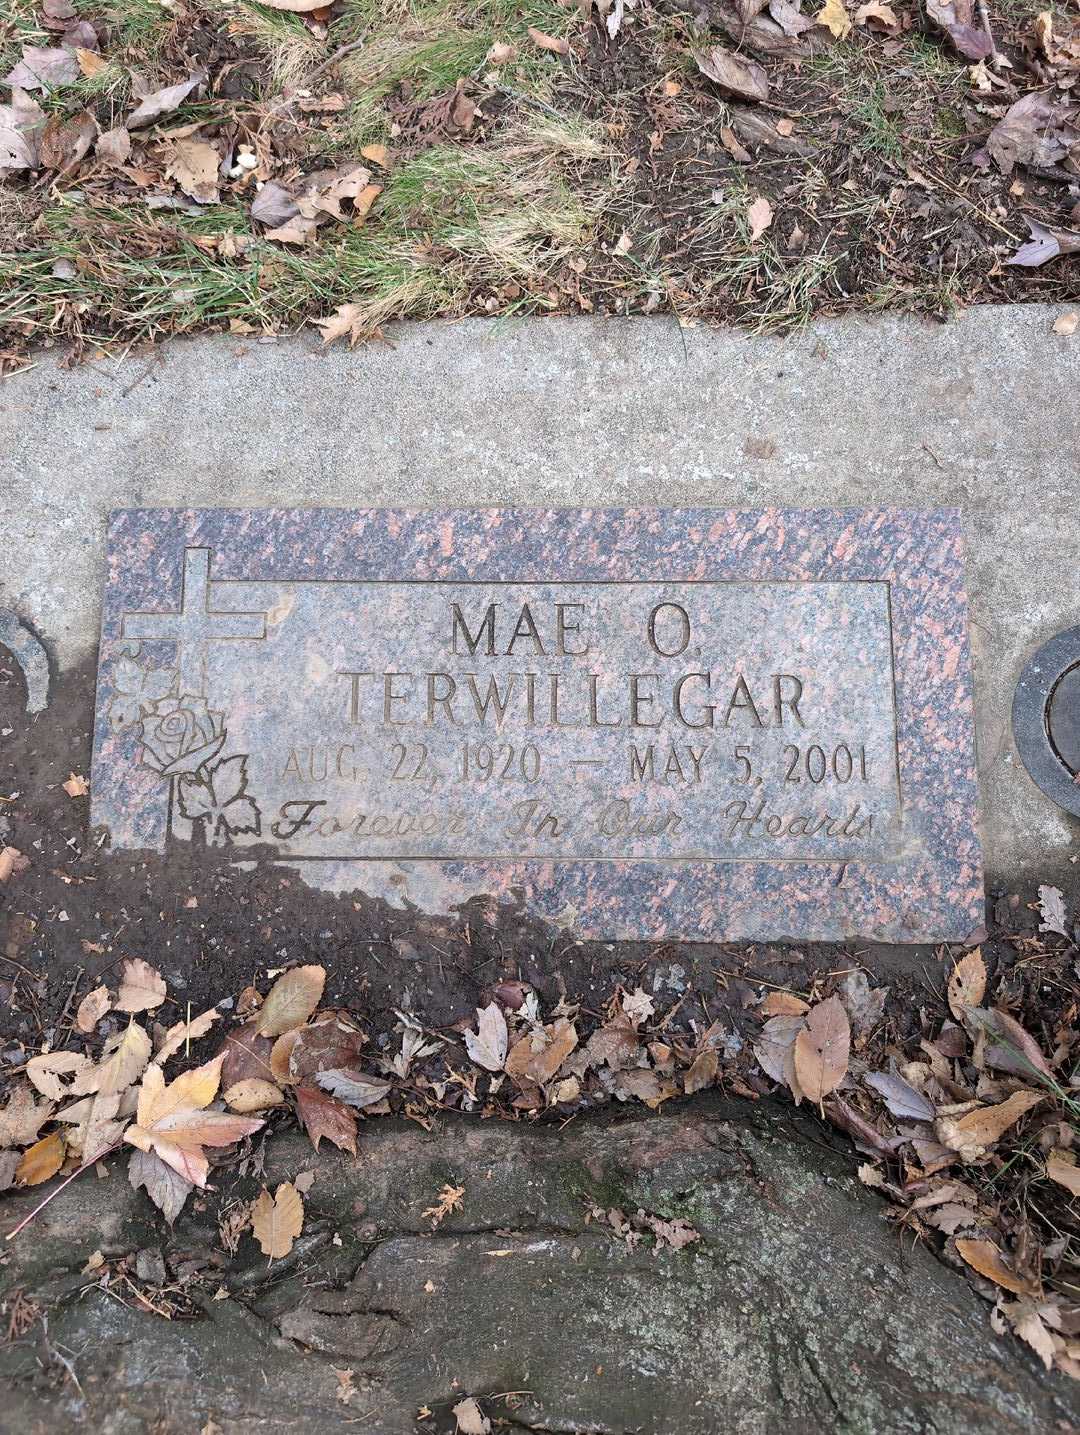 MAE O.
TERWILLEGAR
AUG. 22, 1920 — MAY 5, 2001
Forever In Our Hearts